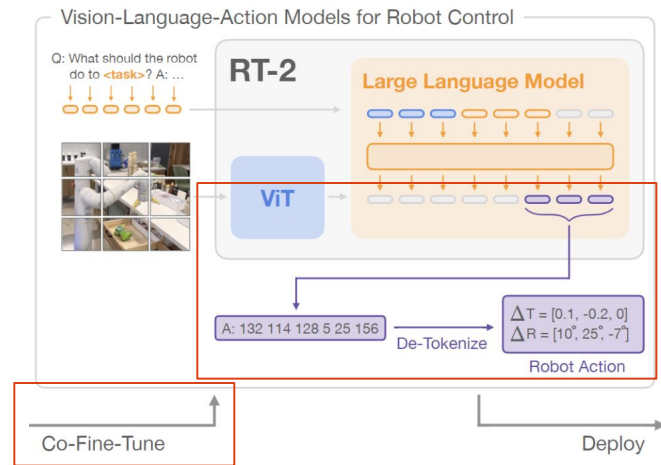 Vision-Language-Action Models for Robot Control
Q: What should the robot
do to <task>? A: …
RT-2
Large Language Model
ViT
A: 132 114 128 5 25 156
De-Tokenize
ΔT = [0.1, -0.2, 0]
ΔR = [10°, 25°, -7°]
Robot Action
Co-Fine-Tune
Deploy